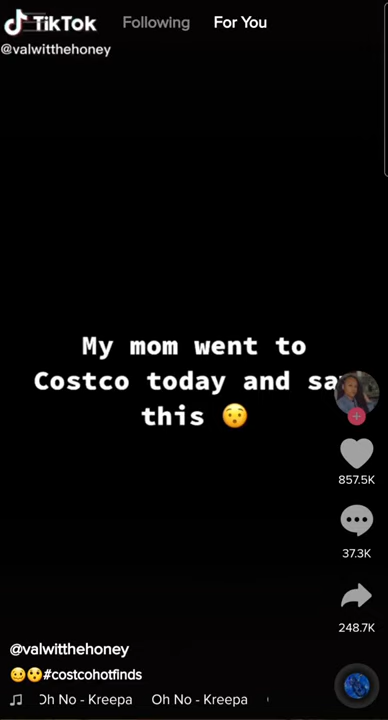 TikTok Following For You
@valwitthehoney
My mom went to
Costco today and sa
this 😯
857.5K
37.3K
248.7K
@valwitthehoney
🥴😲#costcohotfinds
Oh No - Kreepa Oh No - Kreepa